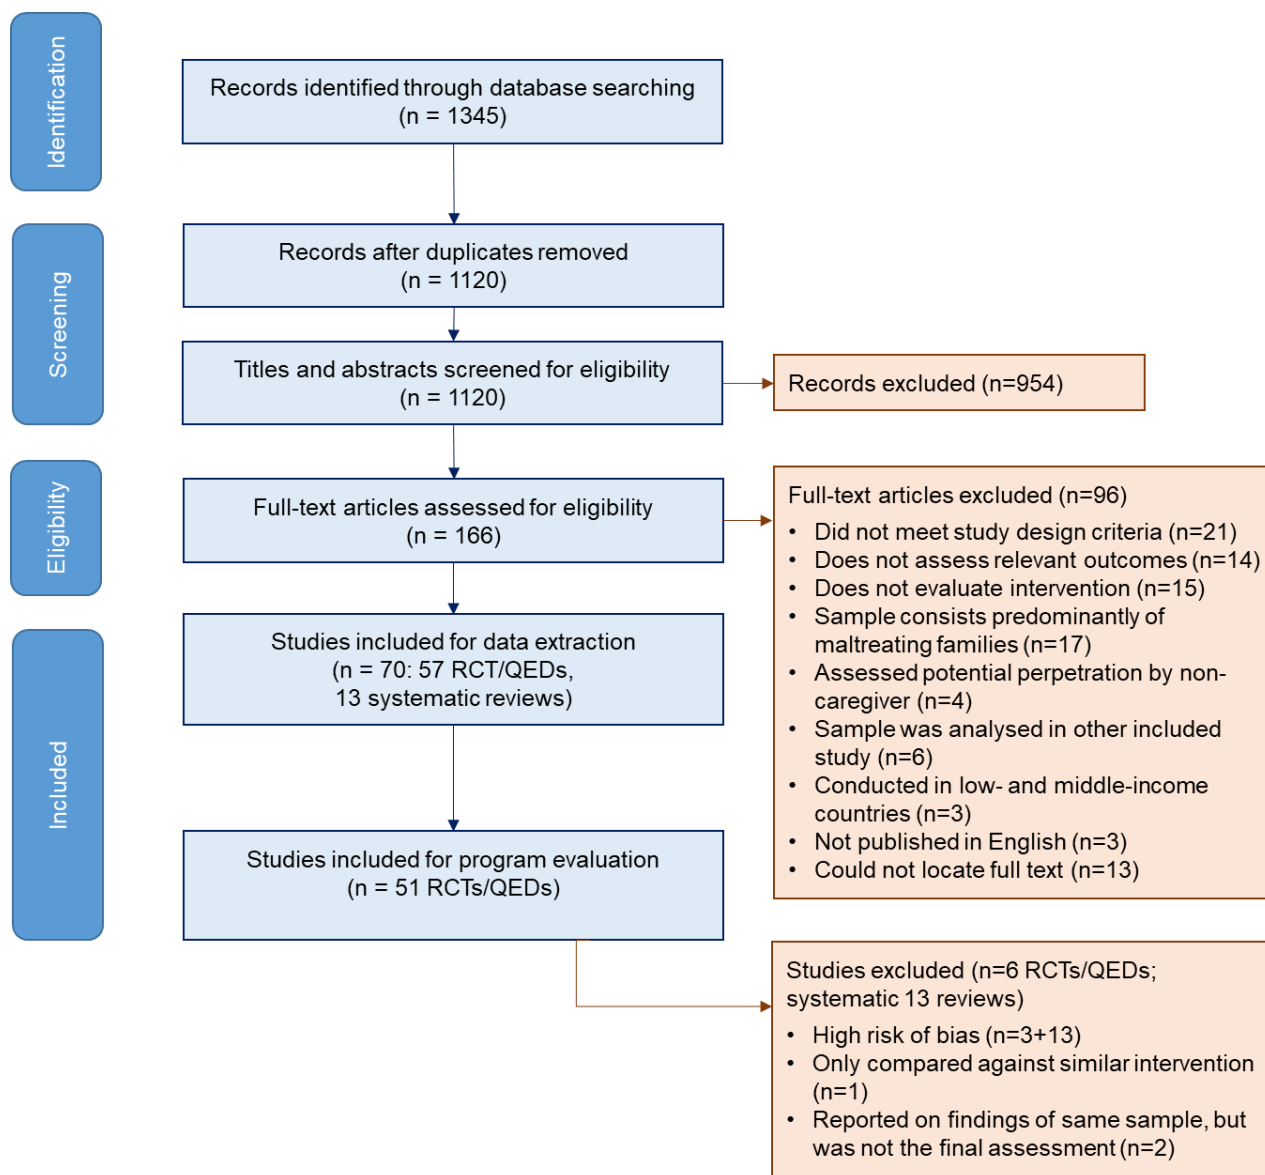 Identification
Records identified through database searching
(n = 1345)
Screening
Records after duplicates removed
(n = 1120)
Titles and abstracts screened for eligibility
(n = 1120)
Records excluded (n=954)
Eligibility
Full-text articles assessed for eligibility
(n = 166)
Full-text articles excluded (n=96)
• Did not meet study design criteria (n=21)
• Does not assess relevant outcomes (n=14)
• Does not evaluate intervention (n=15)
• Sample consists predominantly of
maltreating families (n=17)
• Assessed potential perpetration by non-
caregiver (n=4)
• Sample was analysed in other included
study (n=6)
• Conducted in low- and middle-income
countries (n=3)
• Not published in English (n=3)
• Could not locate full text (n=13)
Included
Studies included for data extraction
(n = 70: 57 RCT/QEDs,
13 systematic reviews)
Studies included for program evaluation
(n = 51 RCTs/QEDs)
Studies excluded (n=6 RCTs/QEDs;
systematic 13 reviews)
• High risk of bias (n=3+13)
• Only compared against similar intervention
(n=1)
• Reported on findings of same sample, but
was not the final assessment (n=2)